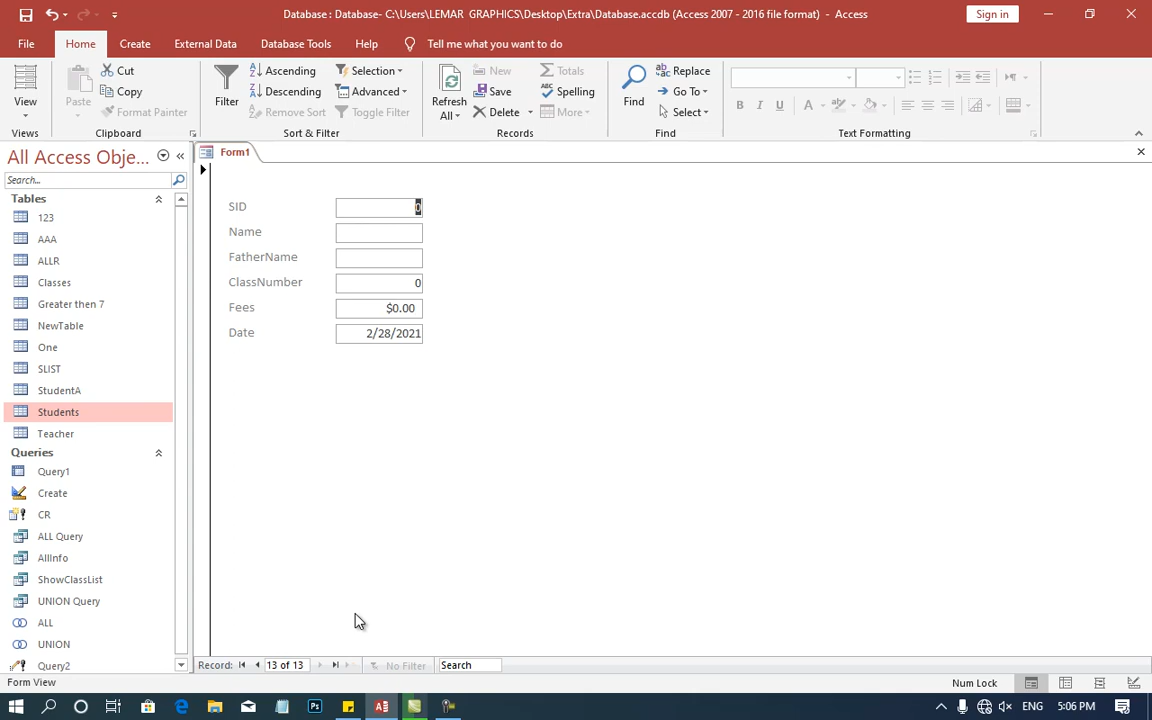 Database : Database- C:\Users\LEMAR GRAPHICS\Desktop\Extra\Database.accdb (Access 2007 - 2016 file format) - Access
Sign in
File Home Create External Data Database Tools Help Tell me what you want to do
View
Views
Paste
Cut
Copy
Format Painter
Clipboard
Filter
Ascending
Descending
Remove Sort
Selection
Advanced
Toggle Filter
Sort & Filter
Refresh
All
New
Save
Delete
Totals
Spelling
More
Records
Find
Replace
Go To
Select
Find
B I U A
Text Formatting
All Access Obje...
Search...
Tables
123
AAA
ALLR
Classes
Greater then 7
NewTable
One
SLIST
StudentA
Students
Teacher
Queries
Query1
Create
CR
ALL Query
AllInfo
ShowClassList
UNION Query
ALL
UNION
Query2
Form1
SID 0
Name
FatherName
ClassNumber 0
Fees $0.00
Date 2/28/2021
Record: 13 of 13 No Filter Search
Form View
Num Lock
ENG 5:06 PM